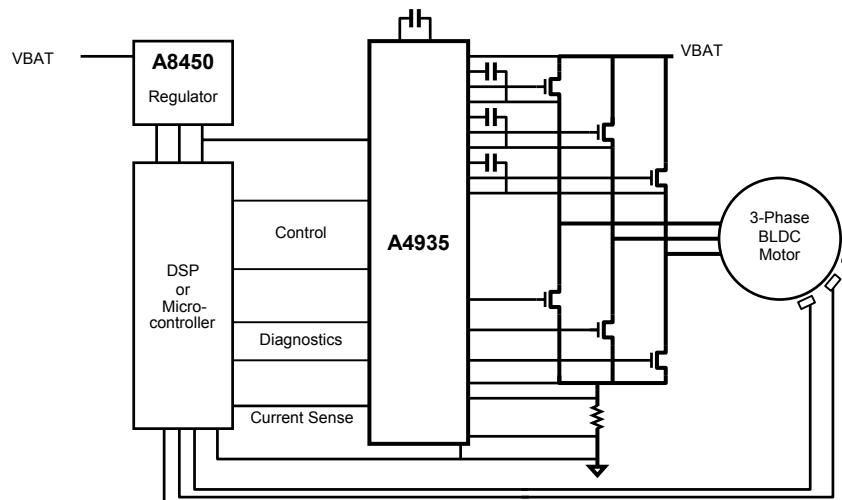 VBAT
A8450
Regulator
VBAT
DSP
or
Micro-
controller
Control
Diagnostics
Current Sense
A4935
3-Phase
BLDC
Motor